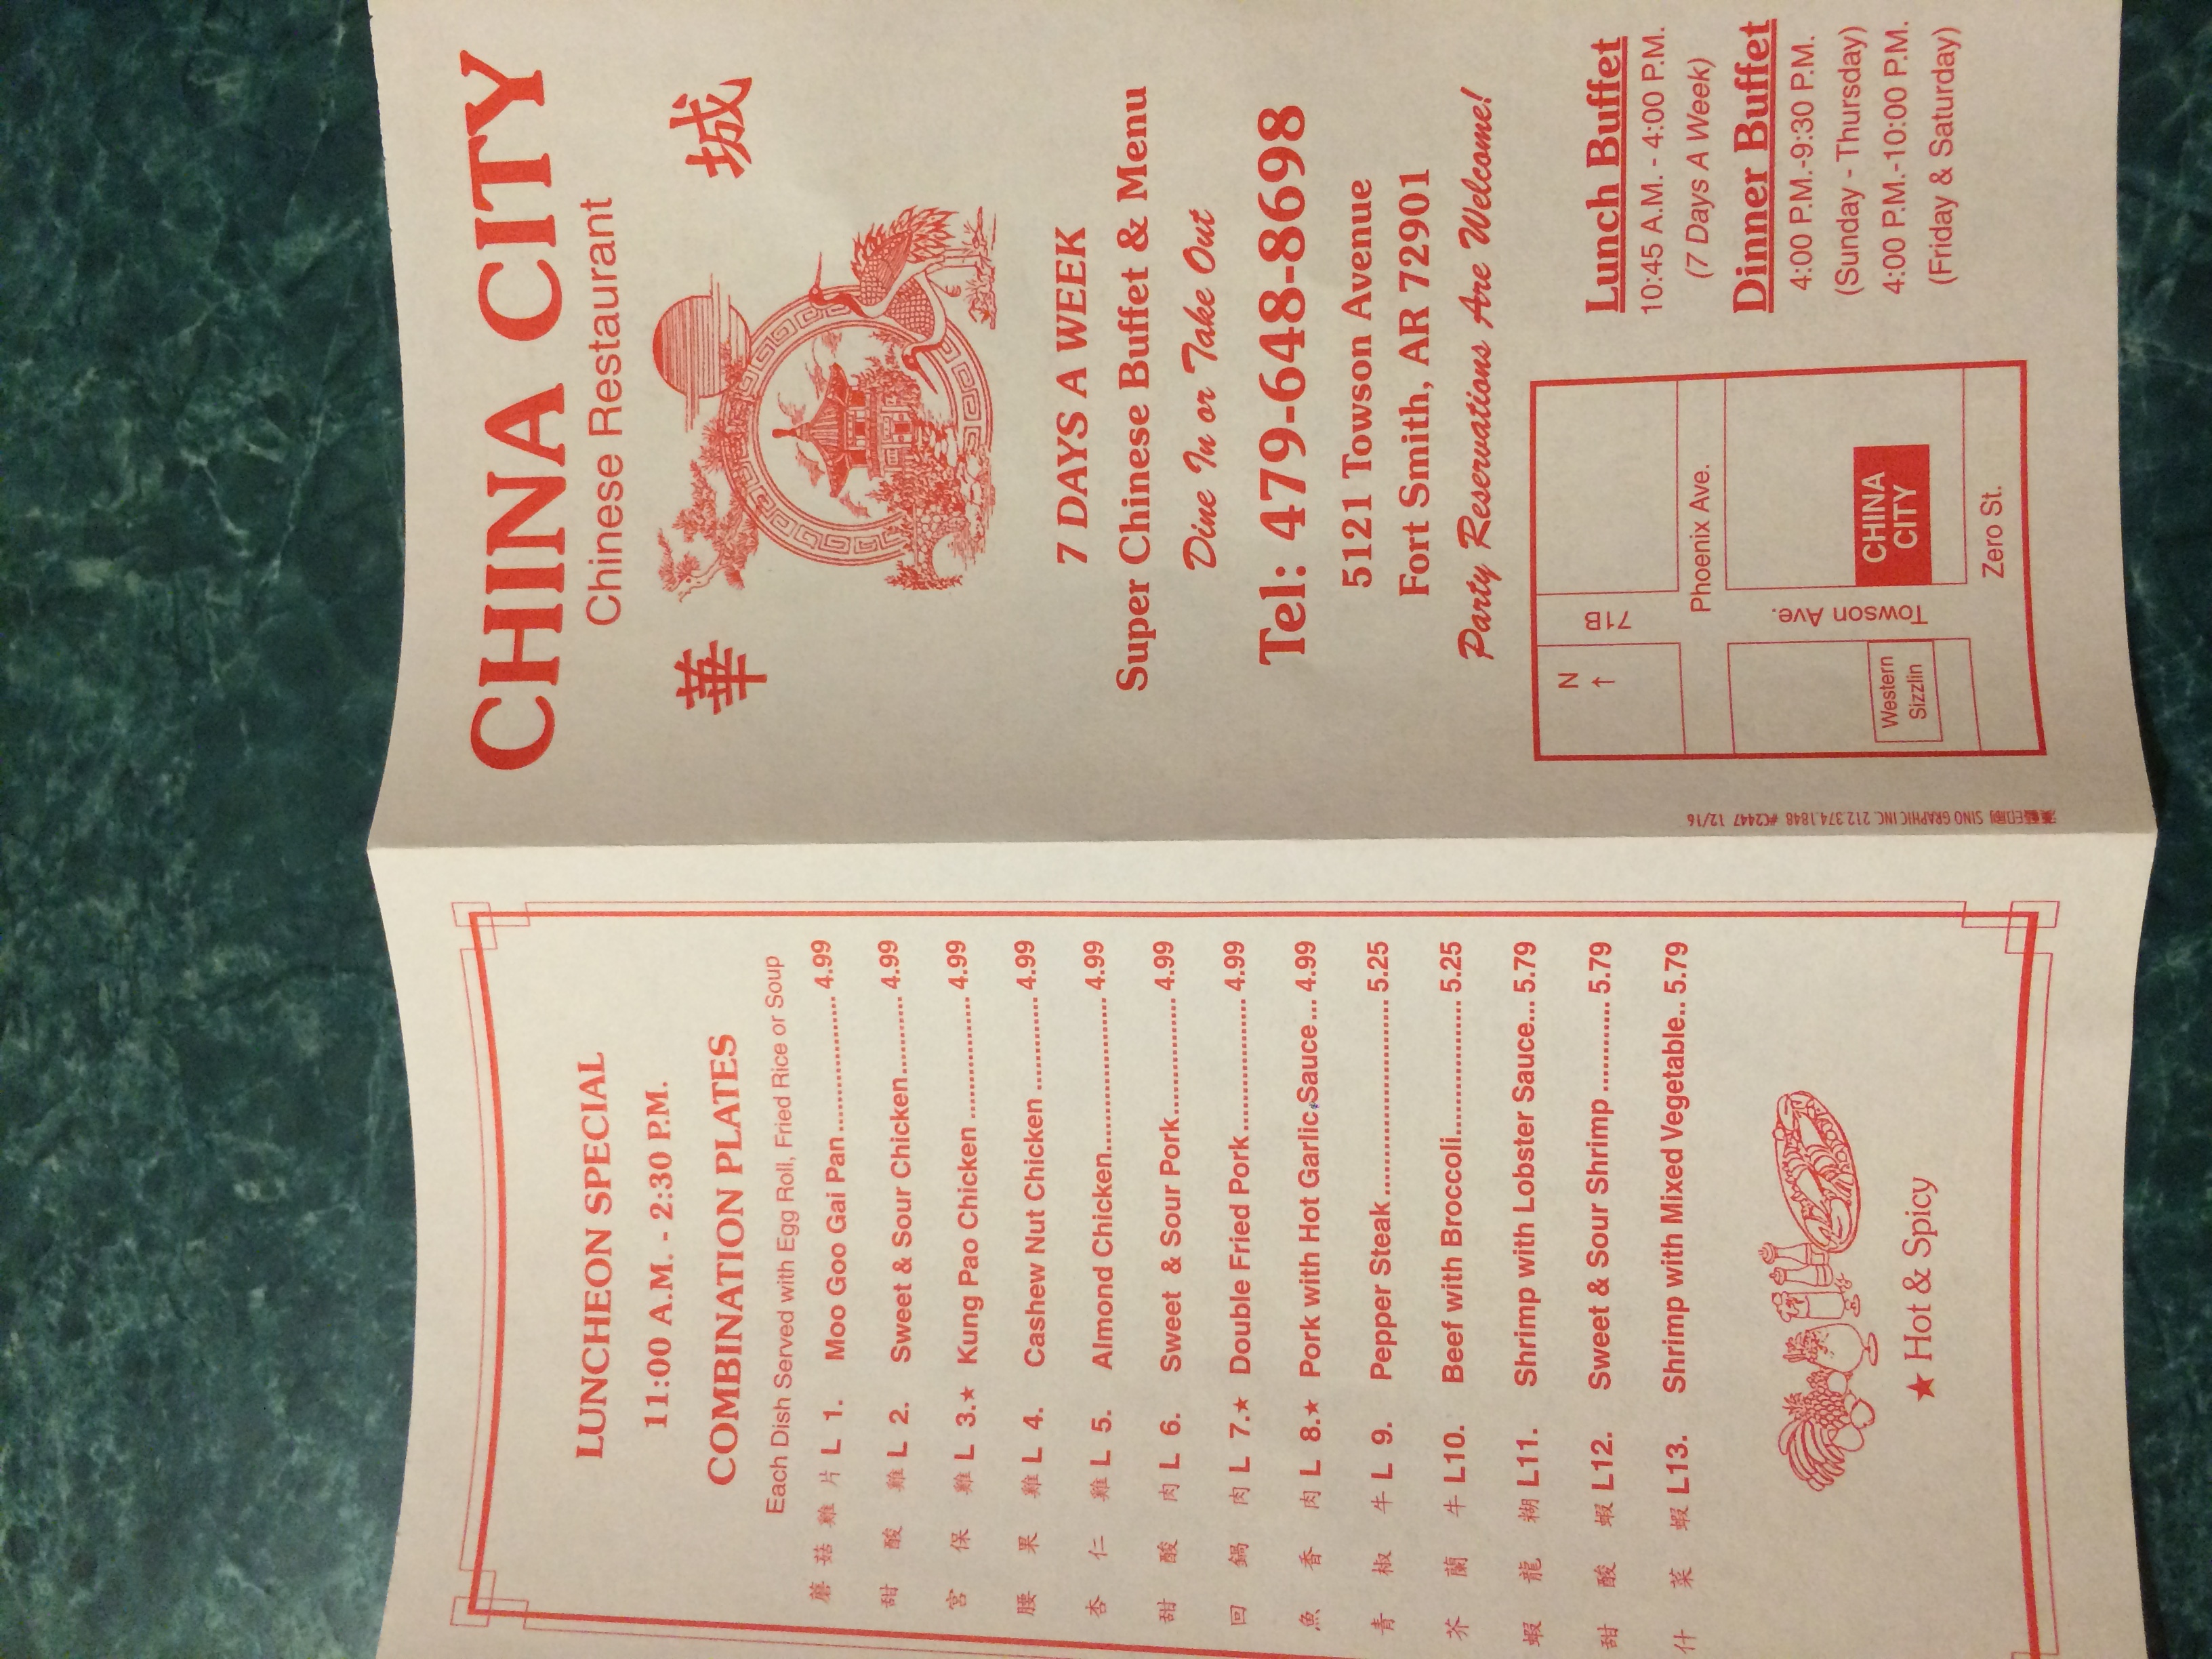 LUNCHEON SPECIAL
11:00 A.M. - 2:30 P.M.
COMBINATION PLATES
Each Dish Served with Egg Roll, Fried Rice or Soup
蘑菇雞片 L 1. Moo Goo Gai Pan.................. 4.99
甜酸雞 L 2. Sweet & Sour Chicken.......... 4.99
宮保雞 L 3.★ Kung Pao Chicken ............... 4.99
腰果雞 L 4. Cashew Nut Chicken ............ 4.99
杏仁雞 L 5. Almond Chicken.................... 4.99
甜酸肉 L 6. Sweet & Sour Pork................ 4.99
回鍋肉 L 7.★ Double Fried Pork.................. 4.99
魚香肉 L 8.★ Pork with Hot Garlic Sauce... 4.99
青椒牛 L 9. Pepper Steak......................... 5.25
芥蘭牛 L10. Beef with Broccoli.................. 5.25
蝦龍糊 L11. Shrimp with Lobster Sauce... 5.79
甜酸蝦 L12. Sweet & Sour Shrimp ........... 5.79
什菜蝦 L13. Shrimp with Mixed Vegetable.. 5.79
★ Hot & Spicy
CHINA CITY
Chinese Restaurant
華 城
7 DAYS A WEEK
Super Chinese Buffet & Menu
Dine In or Take Out
Tel: 479-648-8698
5121 Towson Avenue
Fort Smith, AR 72901
Party Reservations Are Welcome!
N
↑
71B
Phoenix Ave.
Towson Ave.
Western
Sizzlin
CHINA
CITY
Zero St.
Lunch Buffet
10:45 A.M. - 4:00 P.M.
(7 Days A Week)
Dinner Buffet
4:00 P.M.-9:30 P.M.
(Sunday - Thursday)
4:00 P.M.-10:00 P.M.
(Friday & Saturday)
印刷 SINO GRAPHIC INC. 212.374.1848 #C2447 12/16